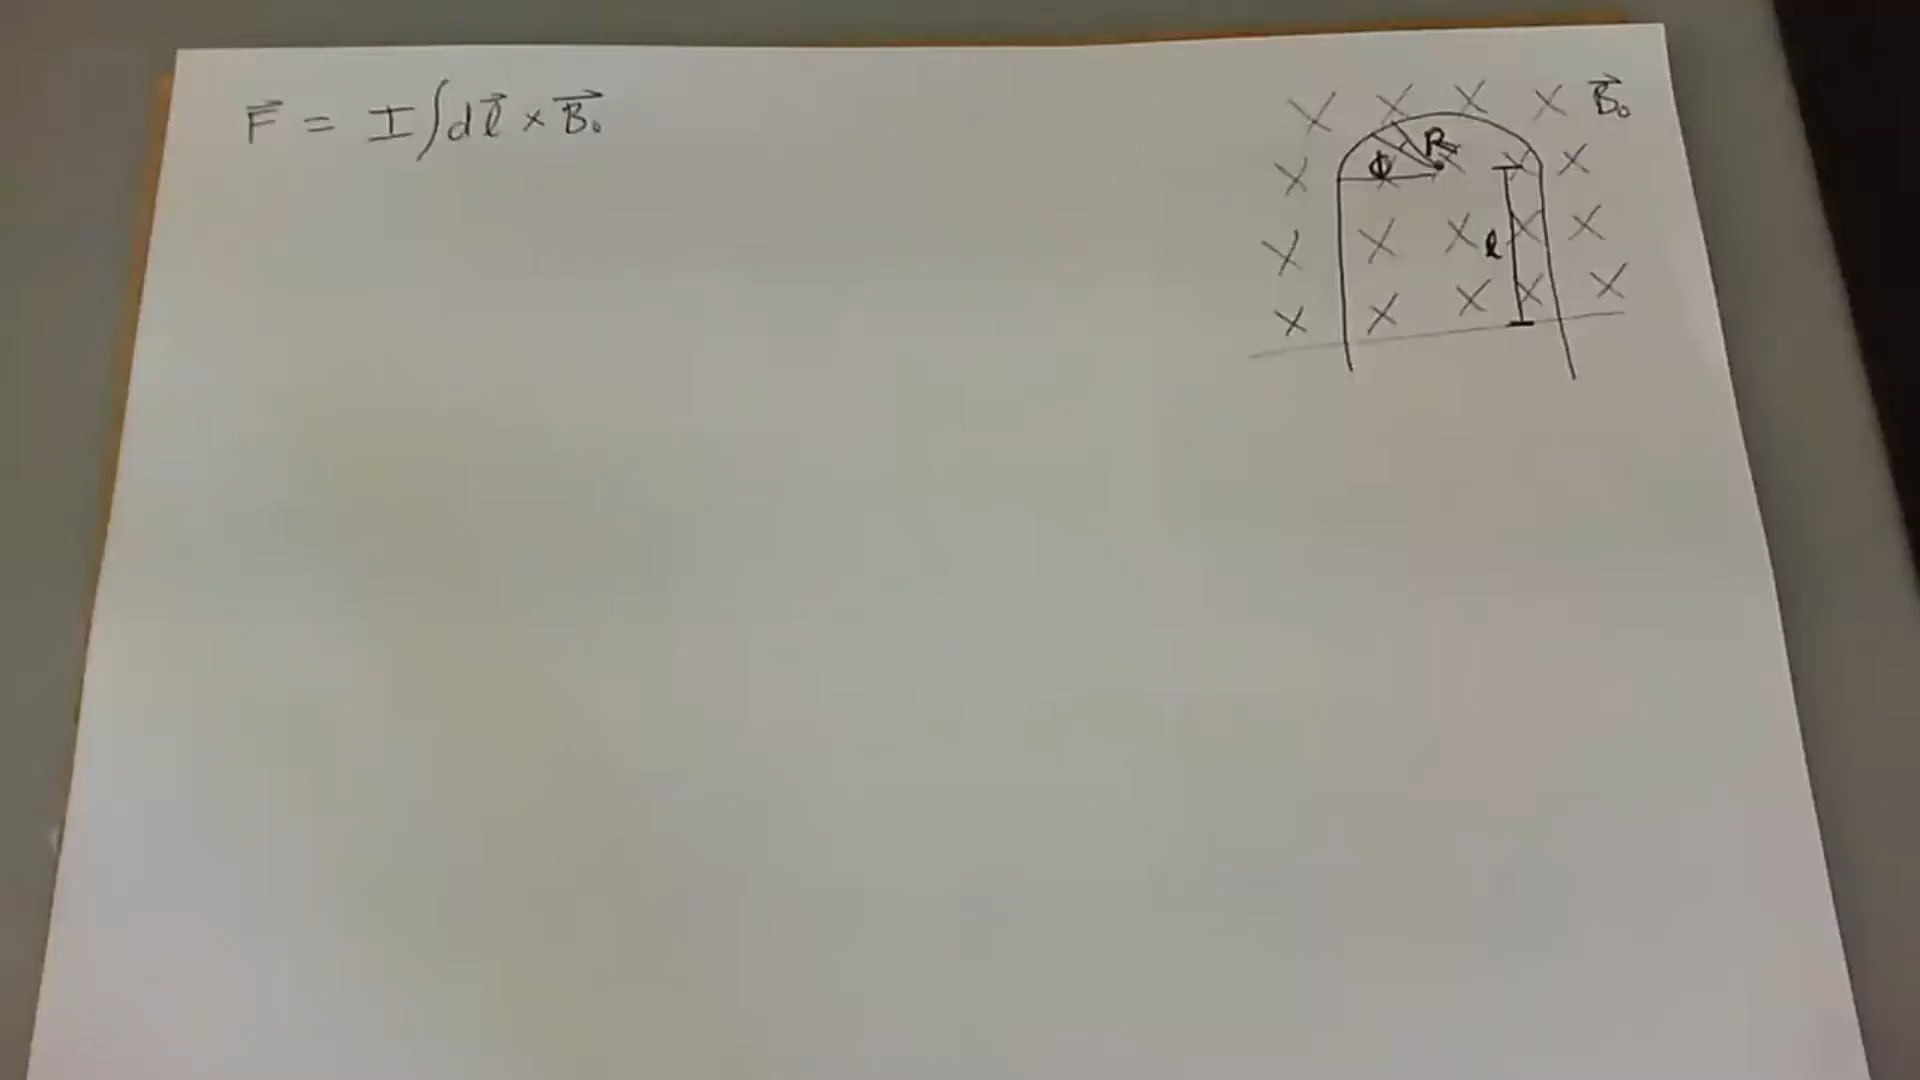 F⃗ = I ∫ dl⃗ × B⃗₀
B⃗₀
R
ϕ
l